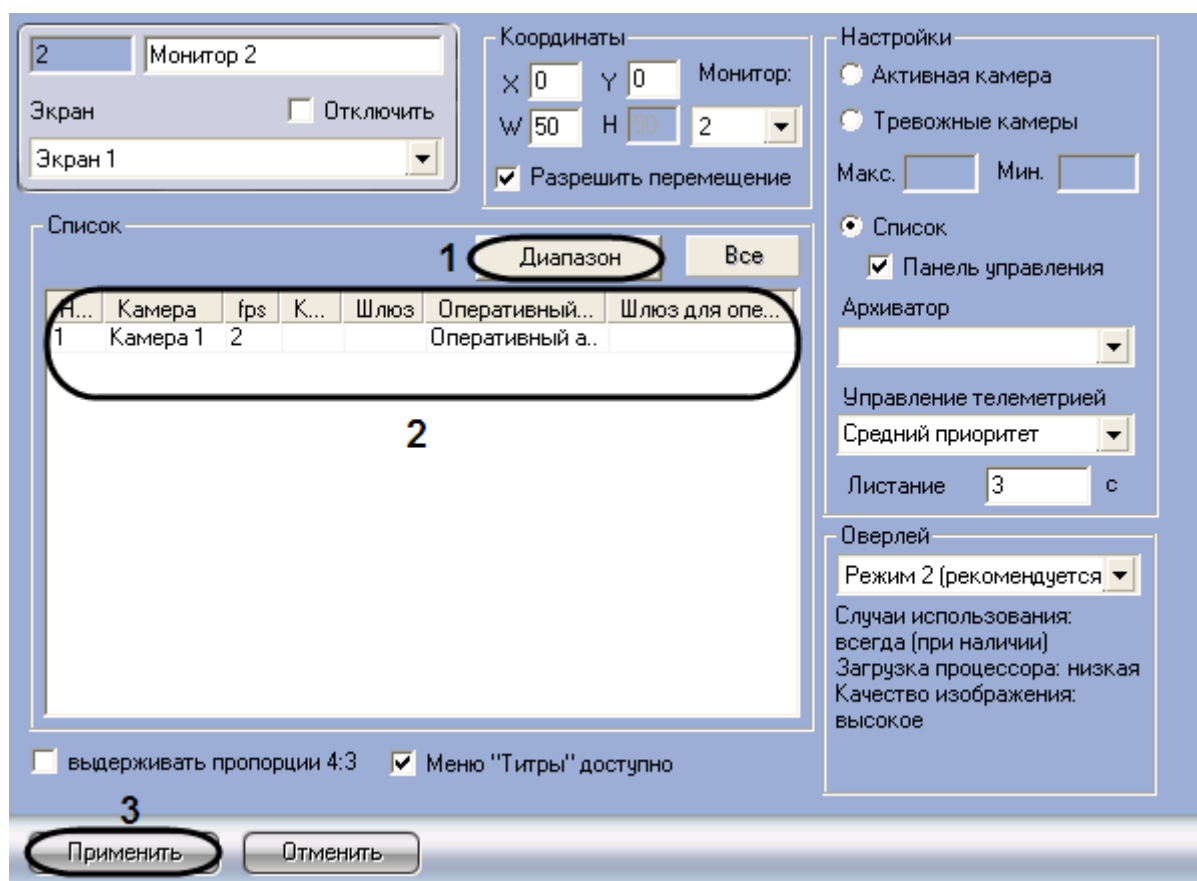 2 Монитор 2
Экран Отключить
Экран 1
Координаты
X 0 Y 0 Монитор:
W 50 H 50 2
Разрешить перемещение
Настройки
Активная камера
Тревожные камеры
Макс. Мин.
Список
Панель управления
Архиватор
Управление телеметрией
Средний приоритет
Листание 3 с
Список
1 Диапазон Все
Н... Камера fps К... Шлюз Оперативный... Шлюз для опе...
1 Камера 1 2 Оперативный а..
2
Оверлей
Режим 2 (рекомендуется
Случаи использования:
всегда (при наличии)
Загрузка процессора: низкая
Качество изображения:
высокое
выдерживать пропорции 4:3 Меню "Титры" доступно
3
Применить Отменить